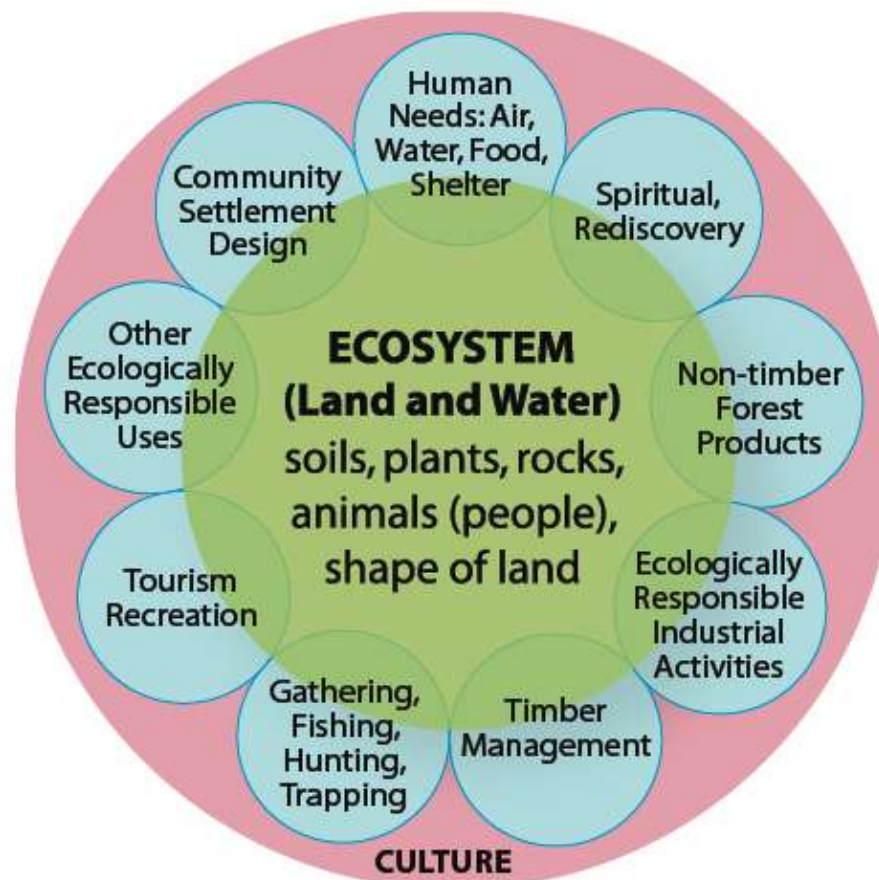 Human
Needs: Air,
Water, Food,
Shelter
Spiritual,
Rediscovery
Non-timber
Forest
Products
Ecologically
Responsible
Industrial
Activities
Timber
Management
Gathering,
Fishing,
Hunting,
Trapping
Tourism
Recreation
Other
Ecologically
Responsible
Uses
Community
Settlement
Design
ECOSYSTEM
(Land and Water)
soils, plants, rocks,
animals (people),
shape of land
CULTURE